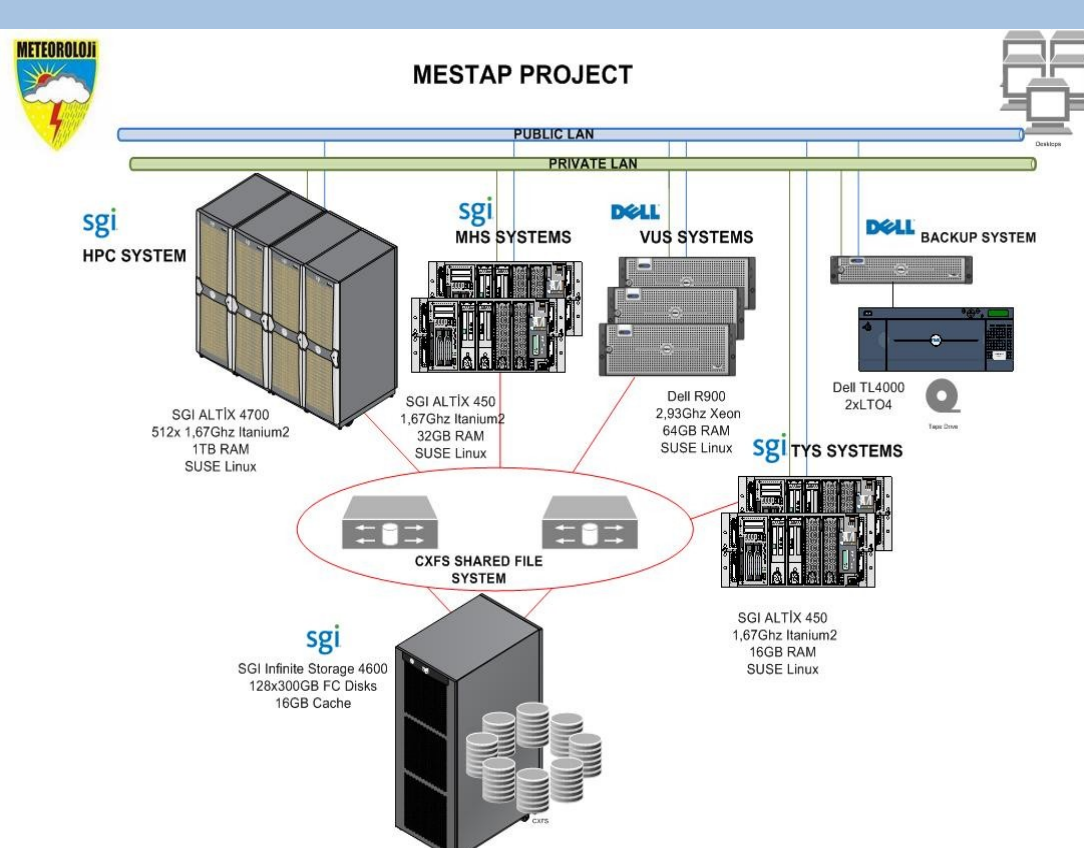 METEOROLOJi
MESTAP PROJECT
Desktops
PUBLIC LAN
PRIVATE LAN
sgi
HPC SYSTEM
sgi
MHS SYSTEMS
DELL
VUS SYSTEMS
DELL
BACKUP SYSTEM
SGI ALTİX 4700
512x 1,67Ghz Itanium2
1TB RAM
SUSE Linux
SGI ALTİX 450
1,67Ghz Itanium2
32GB RAM
SUSE Linux
Dell R900
2,93Ghz Xeon
64GB RAM
SUSE Linux
Dell TL4000
2xLTO4
Tape Drive
sgi
TYS SYSTEMS
CXFS SHARED FILE
SYSTEM
SGI ALTİX 450
1,67Ghz Itanium2
16GB RAM
SUSE Linux
sgi
SGI Infinite Storage 4600
128x300GB FC Disks
16GB Cache
CXFS